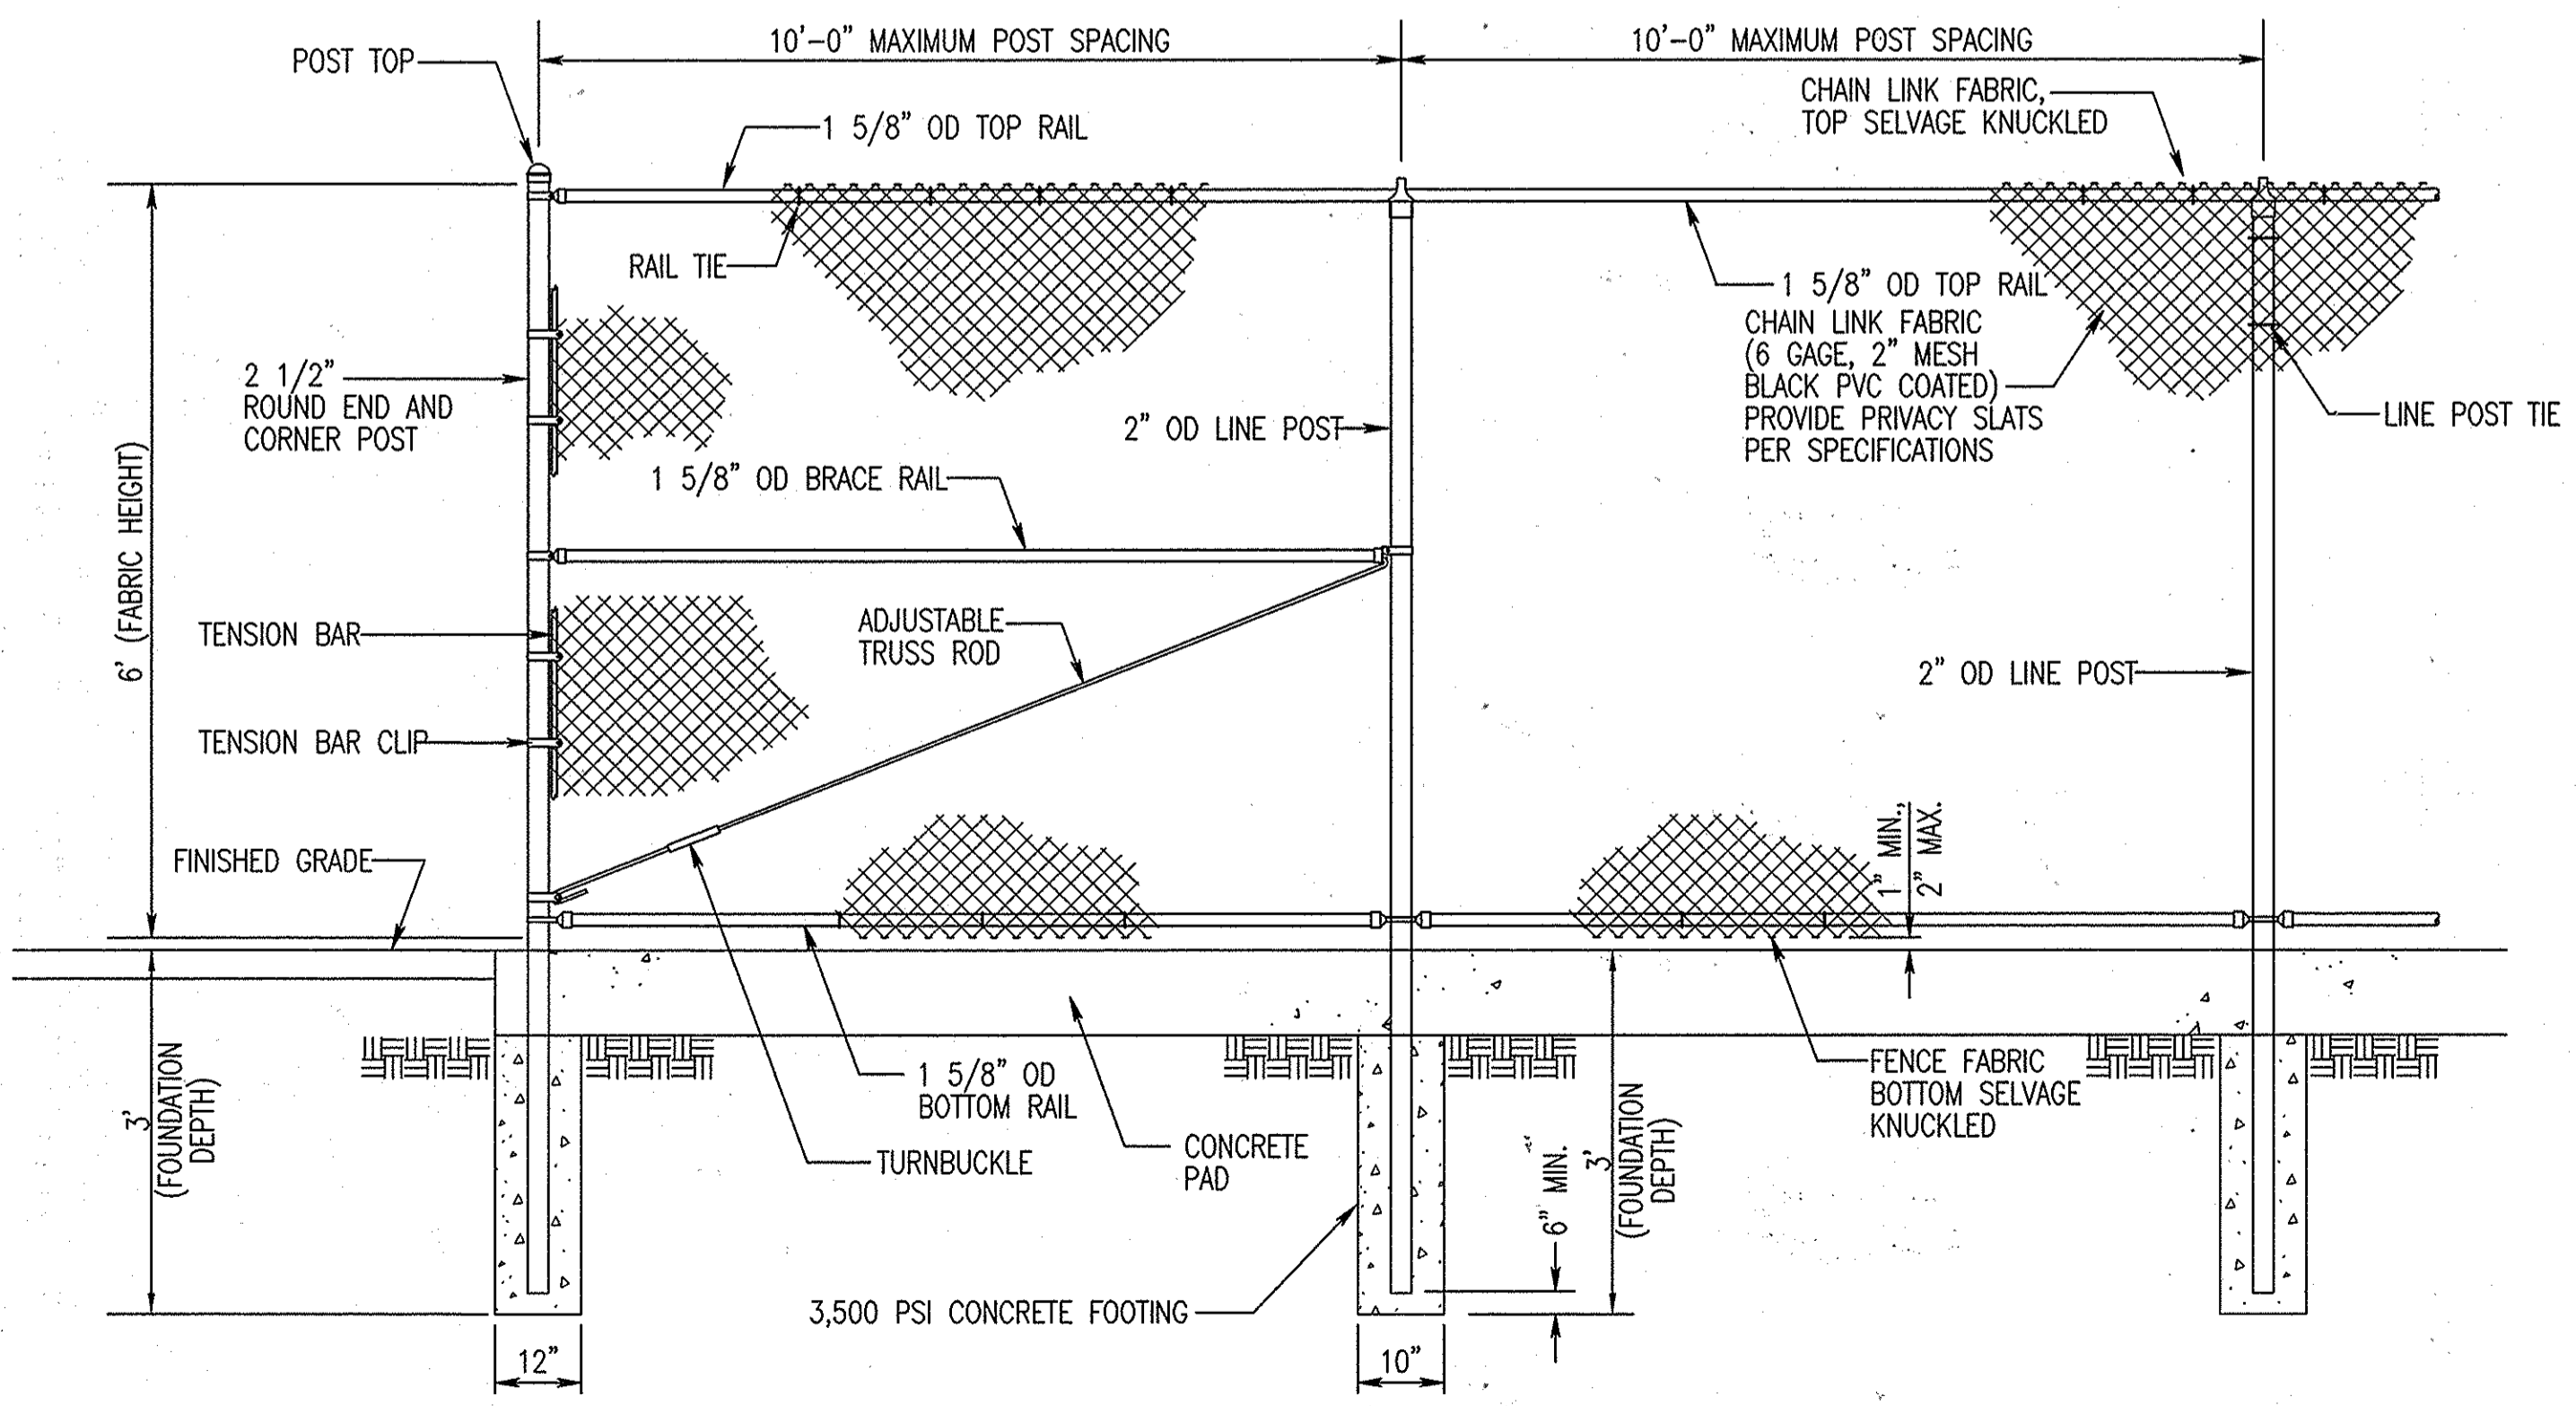 10'-0" MAXIMUM POST SPACING
10'-0" MAXIMUM POST SPACING
POST TOP
CHAIN LINK FABRIC,
TOP SELVAGE KNUCKLED
1 5/8" OD TOP RAIL
RAIL TIE
1 5/8" OD TOP RAIL
CHAIN LINK FABRIC
(6 GAGE, 2" MESH
BLACK PVC COATED)
PROVIDE PRIVACY SLATS
PER SPECIFICATIONS
2 1/2"
ROUND END AND
CORNER POST
2" OD LINE POST
LINE POST TIE
1 5/8" OD BRACE RAIL
6' (FABRIC HEIGHT)
TENSION BAR
ADJUSTABLE
TRUSS ROD
2" OD LINE POST
TENSION BAR CLIP
1" MIN.,
2" MAX.
FINISHED GRADE
3'
(FOUNDATION
DEPTH)
1 5/8" OD
BOTTOM RAIL
FENCE FABRIC
BOTTOM SELVAGE
KNUCKLED
TURNBUCKLE
CONCRETE
PAD
6" MIN.
3'
(FOUNDATION
DEPTH)
3,500 PSI CONCRETE FOOTING
12"
10"